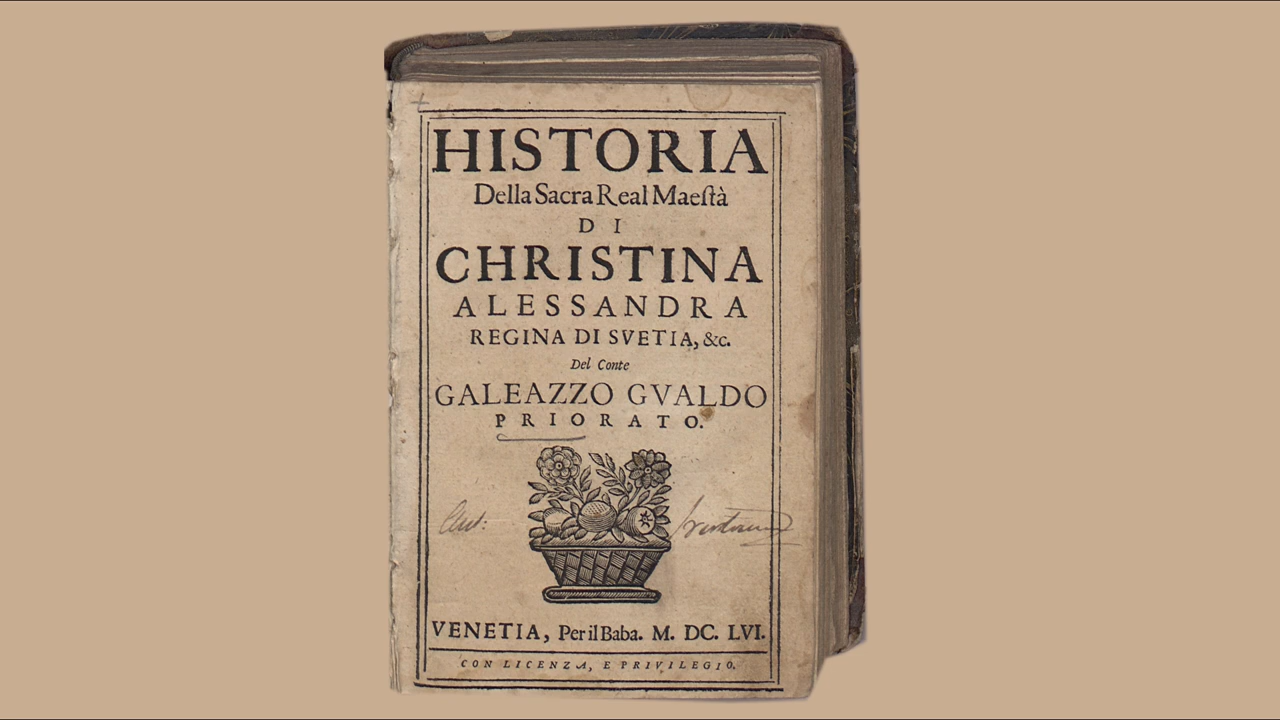 HISTORIA
Della Sacra Real Maeſtà
DI
CHRISTINA
ALESSANDRA
REGINA DI SVETIA, &c.
Del Conte
GALEAZZO GVALDO
PRIORATO.
VENETIA, Per il Baba. M. DC. LVI.
CON LICENZA, E PRIVILEGIO.